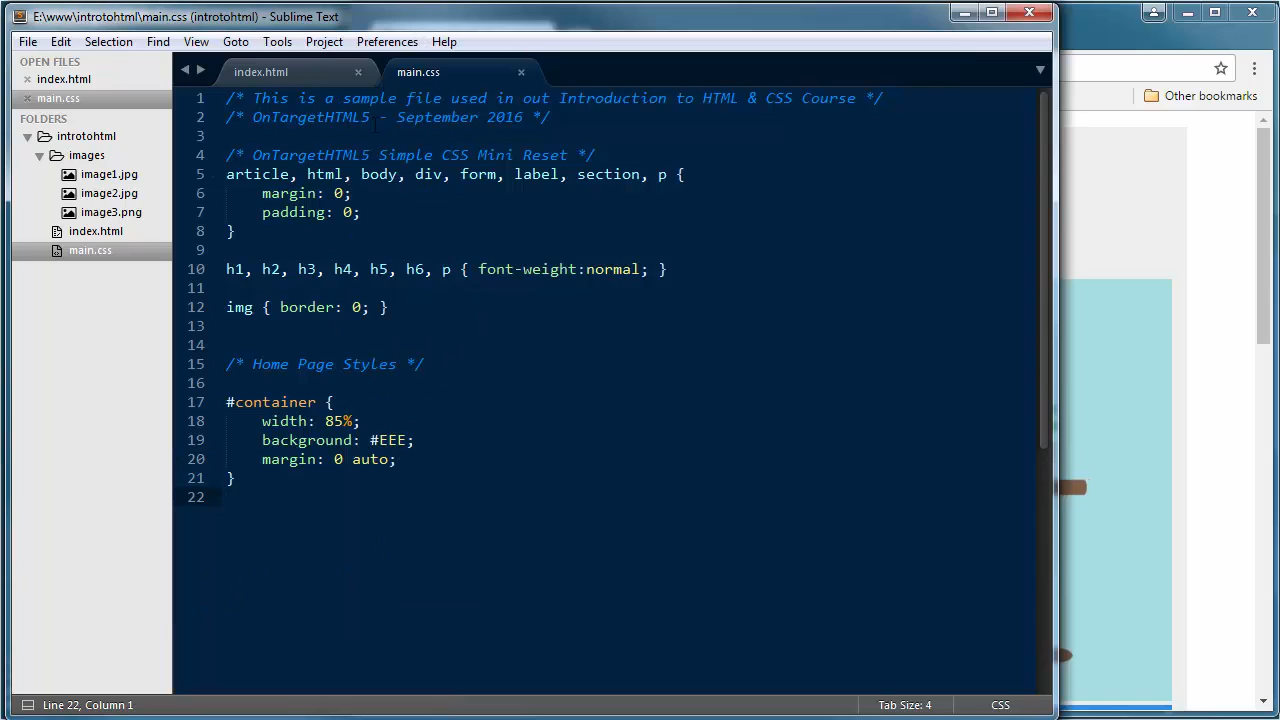 E:\www\introtohtml\main.css (introtohtml) - Sublime Text
File Edit Selection Find View Goto Tools Project Preferences Help
OPEN FILES
index.html
main.css
FOLDERS
introtohtml
images
image1.jpg
image2.jpg
image3.png
index.html
main.css
index.html main.css
1 /* This is a sample file used in out Introduction to HTML & CSS Course */
2 /* OnTargetHTML5 - September 2016 */
3
4 /* OnTargetHTML5 Simple CSS Mini Reset */
5 article, html, body, div, form, label, section, p {
6 margin: 0;
7 padding: 0;
8 }
9
10 h1, h2, h3, h4, h5, h6, p { font-weight:normal; }
11
12 img { border: 0; }
13
14
15 /* Home Page Styles */
16
17 #container {
18 width: 85%;
19 background: #EEE;
20 margin: 0 auto;
21 }
22
Line 22, Column 1 Tab Size: 4 CSS
Other bookmarks